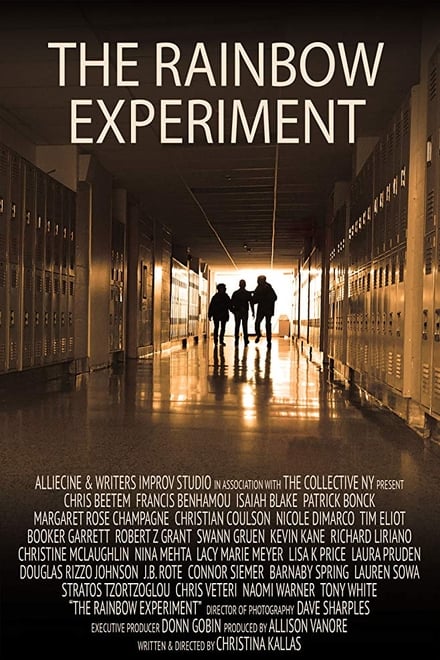 THE RAINBOW
EXPERIMENT
ALLIECINE & WRITERS IMPROV STUDIO IN ASSOCIATION WITH THE COLLECTIVE NY PRESENT
CHRIS BEETEM FRANCIS BENHAMOU ISAIAH BLAKE PATRICK BONCK
MARGARET ROSE CHAMPAGNE CHRISTIAN COULSON NICOLE DIMARCO TIM ELIOT
BOOKER GARRETT ROBERT Z GRANT SWANN GRUEN KEVIN KANE RICHARD LIRIANO
CHRISTINE MCLAUGHLIN NINA MEHTA LACY MARIE MEYER LISA K PRICE LAURA PRUDEN
DOUGLAS RIZZO JOHNSON J.B. ROTE CONNOR SIEMER BARNABY SPRING LAUREN SOWA
STRATOS TZORTZOGLOU CHRIS VETERI NAOMI WARNER TONY WHITE
"THE RAINBOW EXPERIMENT" DIRECTOR OF PHOTOGRAPHY DAVE SHARPLES
EXECUTIVE PRODUCER DONN GOBIN PRODUCED BY ALLISON VANORE
WRITTEN & DIRECTED BY CHRISTINA KALLAS